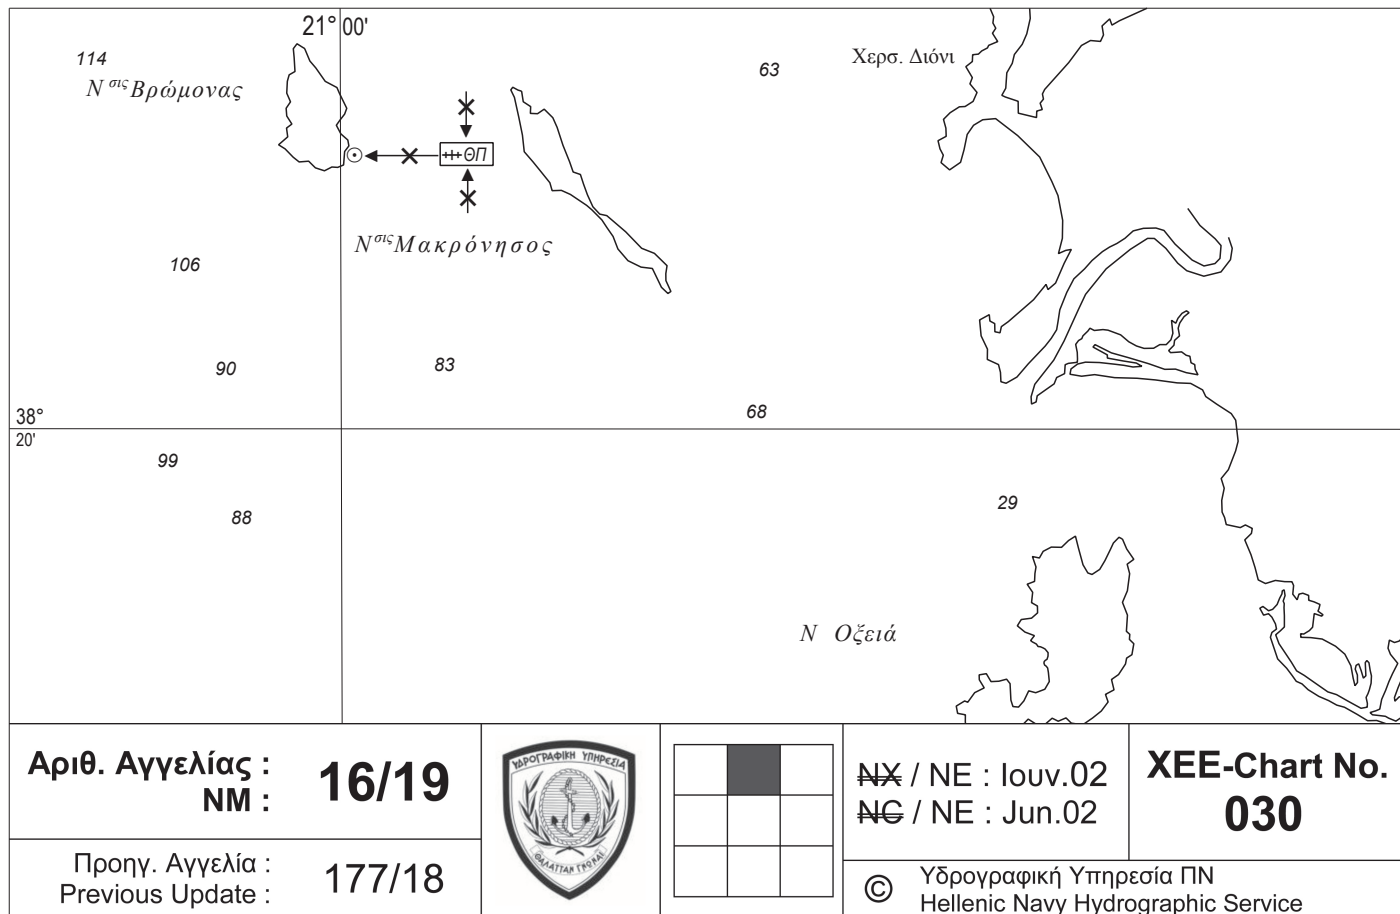 21° 00'
114
Χερσ. Διόνι
63
Ν σις Βρώμονας
ΘΠ
Ν σις Μακρόνησος
106
90
83
38°
68
20'
99
29
88
Ν Οξειά
Αριθ. Αγγελίας :
NM :
16/19
Προηγ. Αγγελία :
Previous Update :
177/18
ΥΔΡΟΓΡΑΦΙΚΗ ΥΠΗΡΕΣΙΑ
NX / NE : Ιουν.02
NC / NE : Jun.02
XEE-Chart No.
030
© Υδρογραφική Υπηρεσία ΠΝ
Hellenic Navy Hydrographic Service